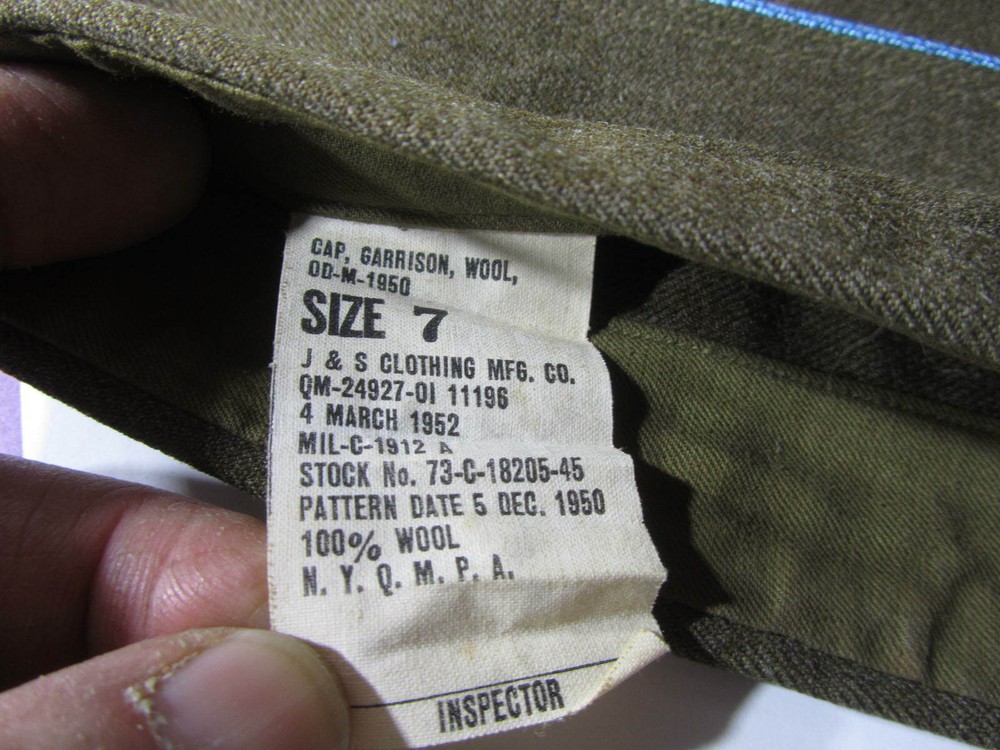 CAP, GARRISON, WOOL,
OD-M-1950
SIZE 7
J & S CLOTHING MFG. CO.
QM-24927-OI 11196
4 MARCH 1952
MIL-C-1912 A
STOCK No. 73-C-18205-45
PATTERN DATE 5 DEC. 1950
100% WOOL
N. Y. Q. M. P. A.
INSPECTOR